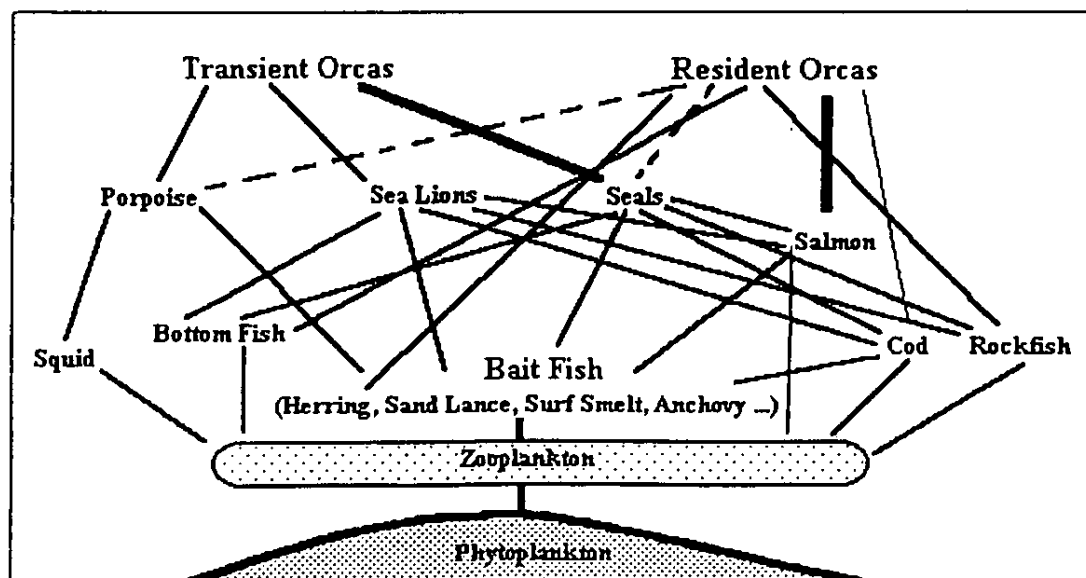 Transient Orcas
Resident Orcas
Porpoise
Sea Lions
Seals
Salmon
Bottom Fish
Squid
Cod
Rockfish
Bait Fish
(Herring, Sand Lance, Surf Smelt, Anchovy ...)
Zooplankton
Phytoplankton